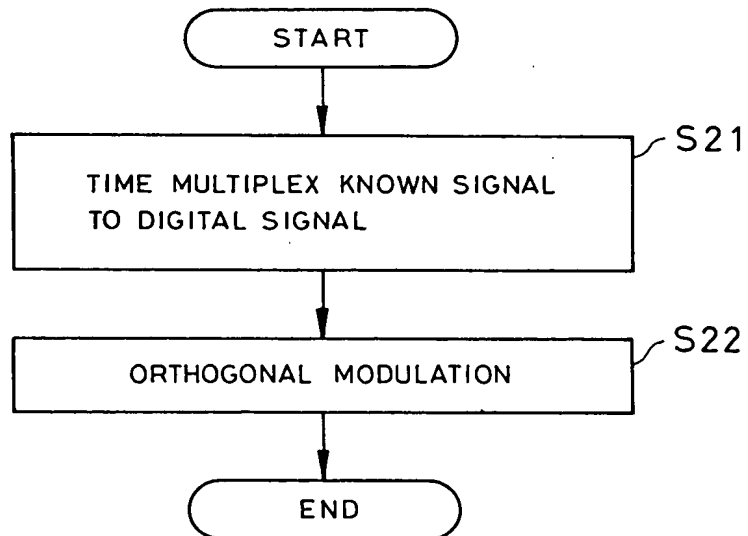 START
S21
TIME MULTIPLEX KNOWN SIGNAL
TO DIGITAL SIGNAL
S22
ORTHOGONAL MODULATION
END